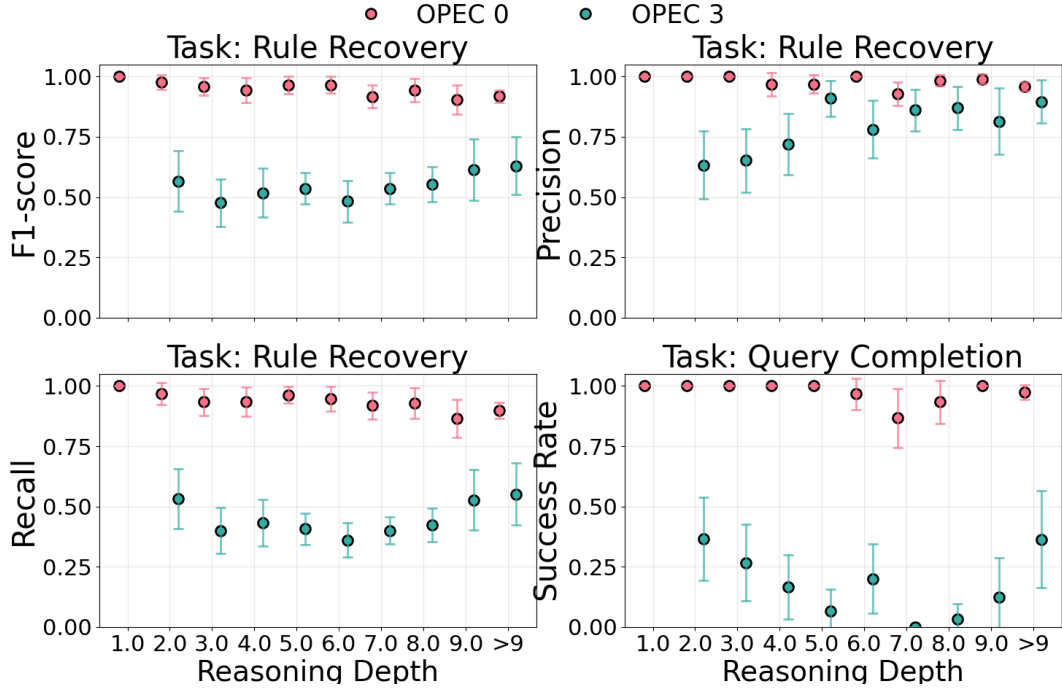 OPEC 0 OPEC 3
Task: Rule Recovery
F1-score
1.00
0.75
0.50
0.25
0.00
Task: Rule Recovery
Precision
1.00
0.75
0.50
0.25
0.00
Task: Rule Recovery
Recall
1.00
0.75
0.50
0.25
0.00
1.0 2.0 3.0 4.0 5.0 6.0 7.0 8.0 9.0 >9
Reasoning Depth
Task: Query Completion
Success Rate
1.00
0.75
0.50
0.25
0.00
1.0 2.0 3.0 4.0 5.0 6.0 7.0 8.0 9.0 >9
Reasoning Depth